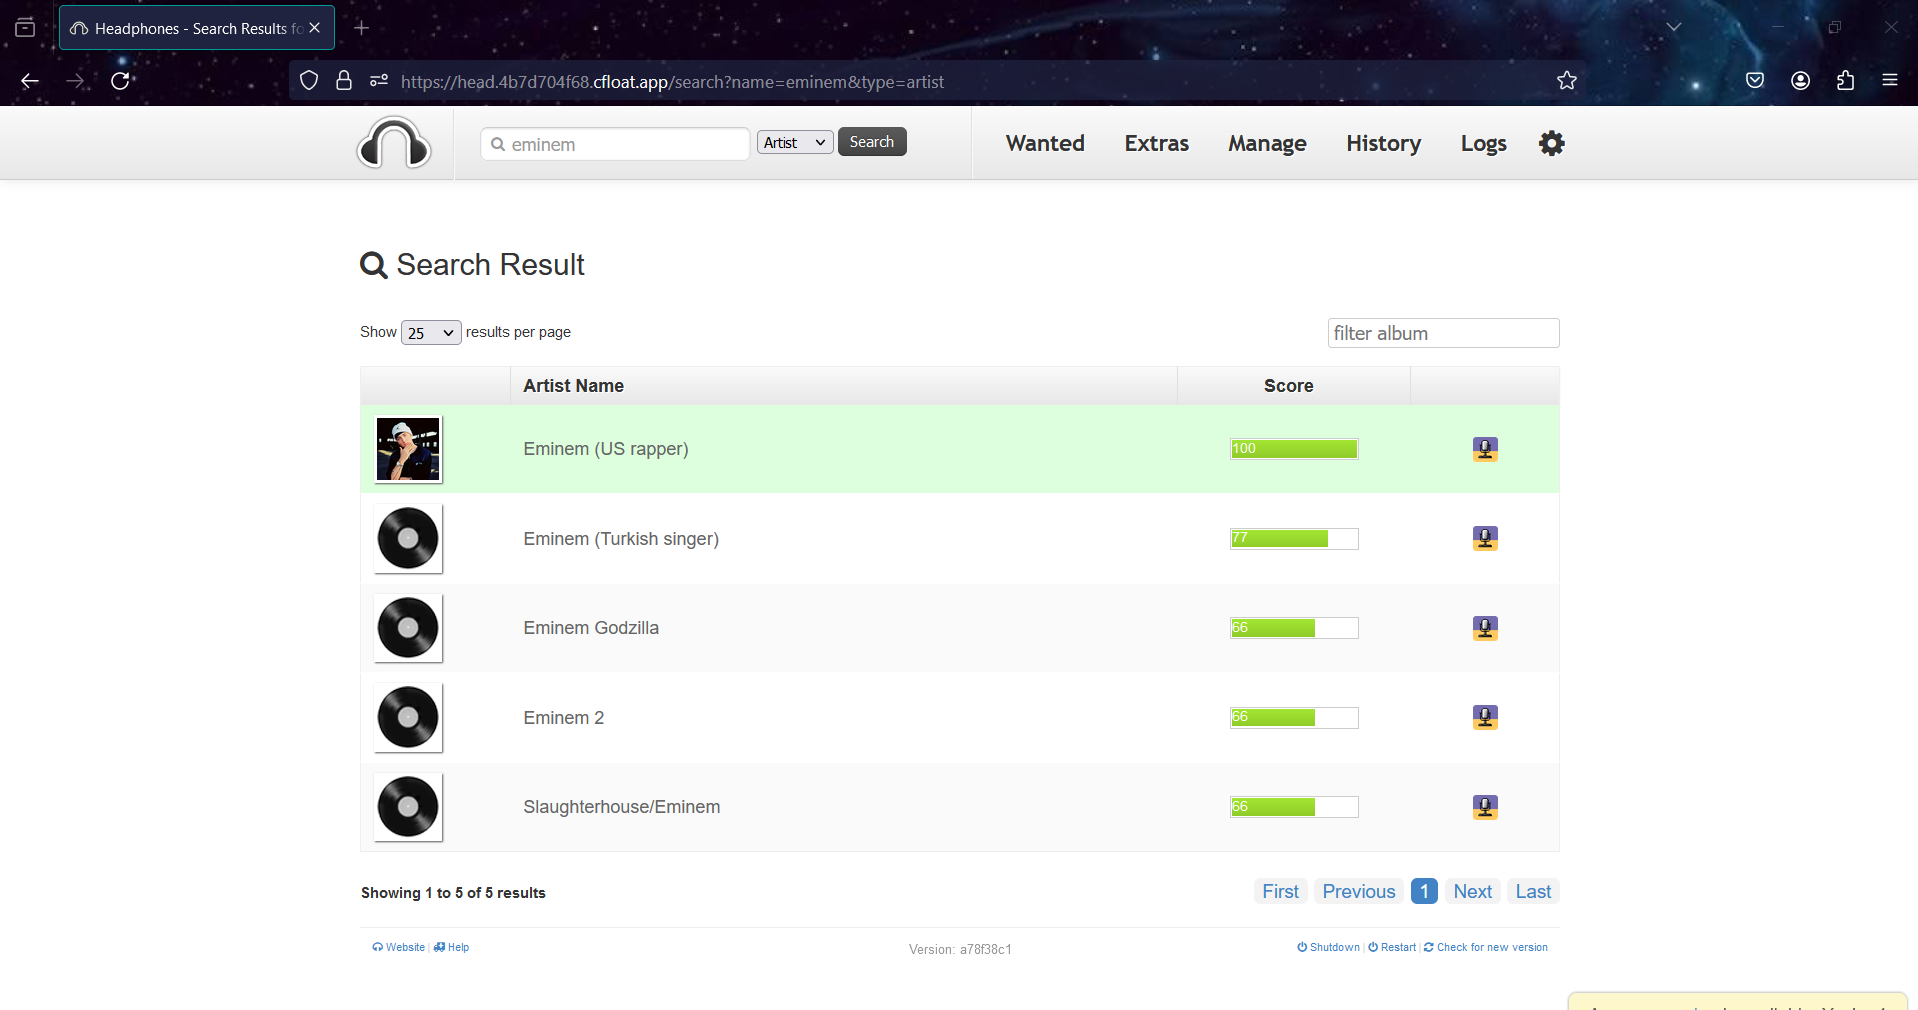 Headphones - Search Results fo
https://head.4b7d704f68.cfloat.app/search?name=eminem&type=artist
eminem
Artist
Search
Wanted
Extras
Manage
History
Logs
Search Result
Show 25 results per page
filter album
Artist Name
Score
Eminem (US rapper)
100
Eminem (Turkish singer)
77
Eminem Godzilla
66
Eminem 2
66
Slaughterhouse/Eminem
66
Showing 1 to 5 of 5 results
First Previous 1 Next Last
Website | Help
Version: a78f38c1
Shutdown | Restart | Check for new version